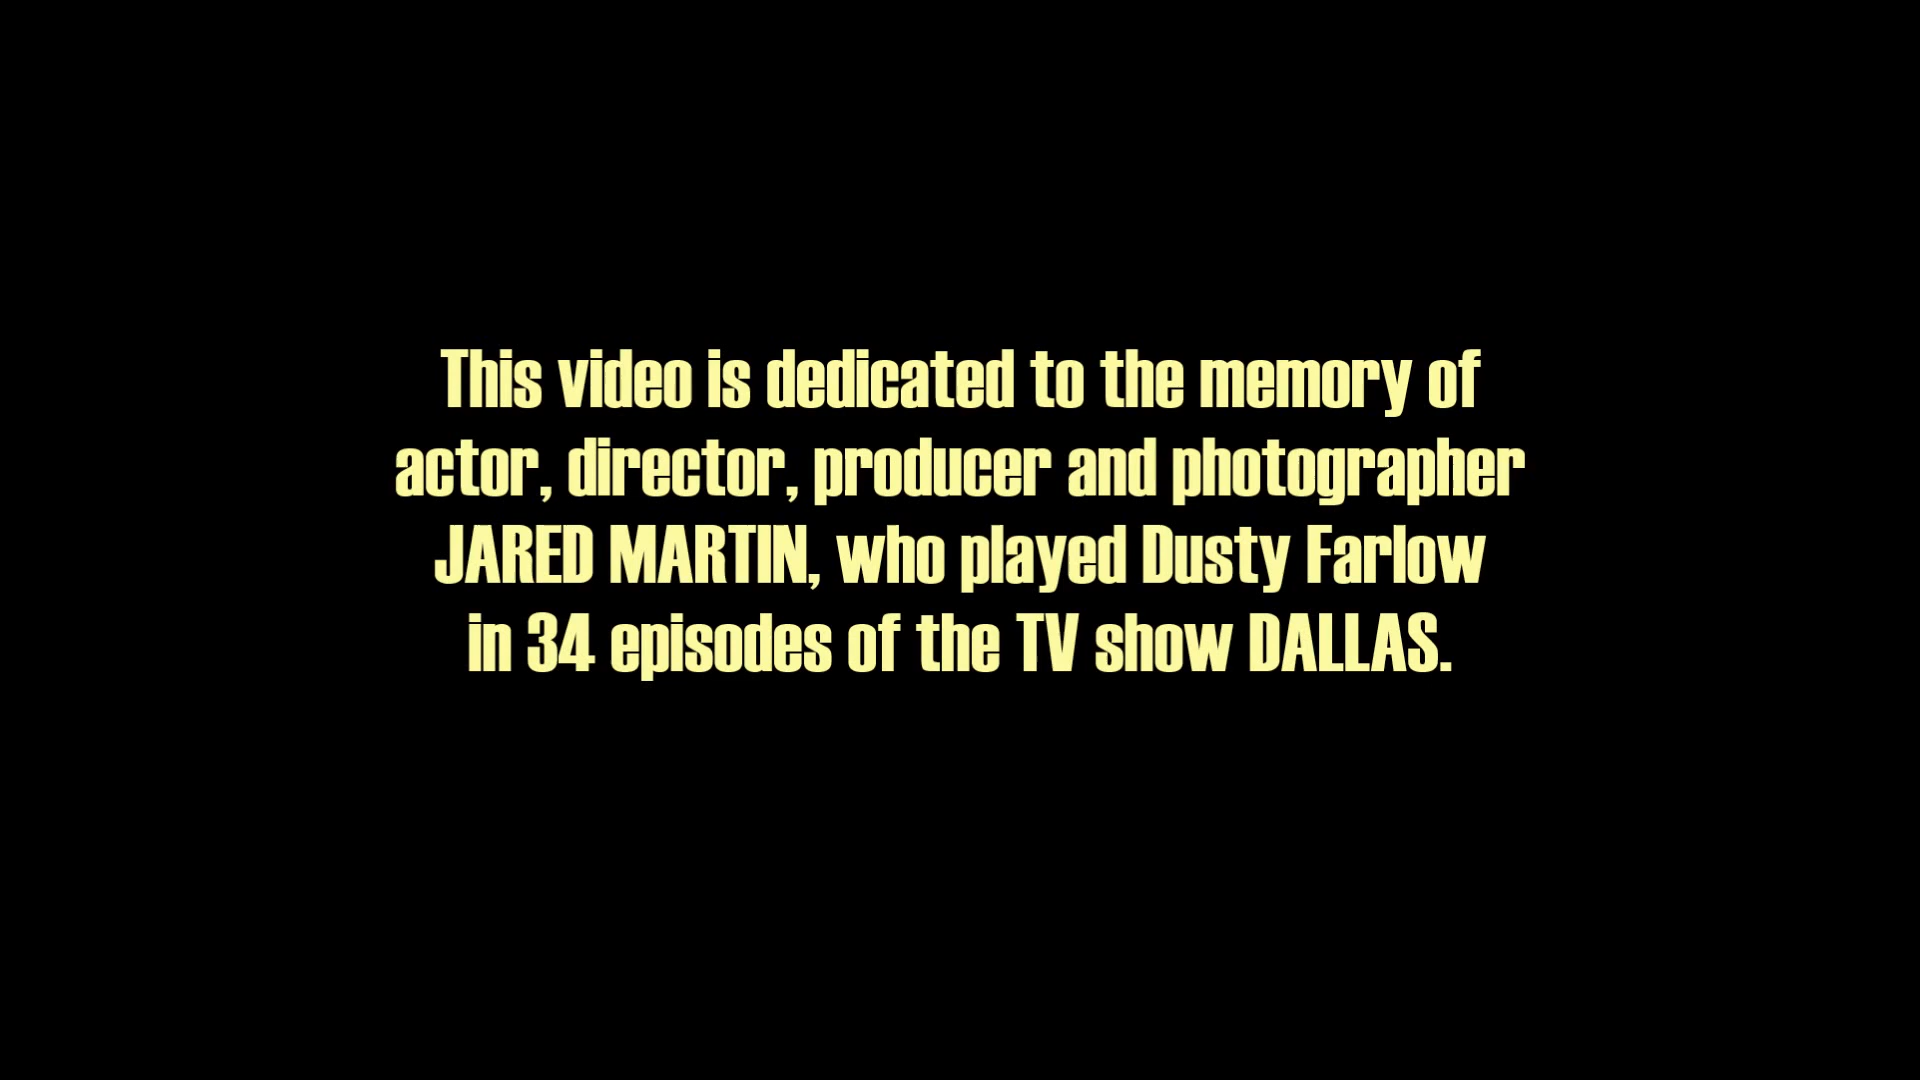 This video is dedicated to the memory of
actor, director, producer and photographer
JARED MARTIN, who played Dusty Farlow
in 34 episodes of the TV show DALLAS.